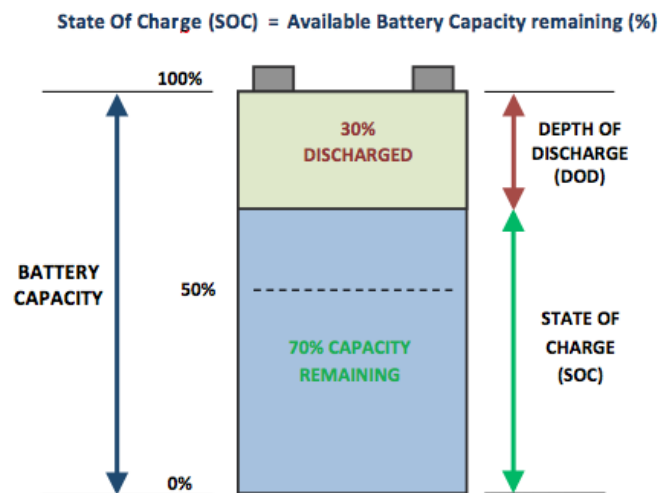 State Of Charge (SOC) = Available Battery Capacity remaining (%)
100%
30%
DISCHARGED
DEPTH OF
DISCHARGE
(DOD)
BATTERY
CAPACITY
50%
70% CAPACITY
REMAINING
STATE OF
CHARGE
(SOC)
0%